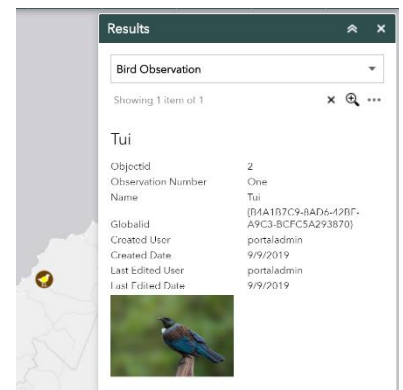 Results
Bird Observation
Showing 1 item of 1
Tui
Objectid 2
Observation Number One
Name Tui
Globalid {B4A1B7C9-8AD6-42BF-A9C3-BCFC5A293870}
Created User portaladmin
Created Date 9/9/2019
Last Edited User portaladmin
Last Edited Date 9/9/2019